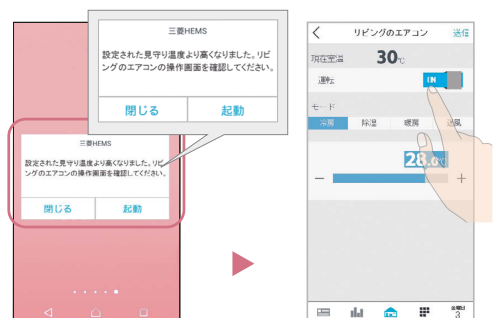 三菱HEMS
設定された見守り温度より高くなりました。リビ
ングのエアコンの操作画面を確認してください。
閉じる 起動
三菱HEMS
設定された見守り温度より高くなりました。リビ
ングのエアコンの操作画面を確認してください。
閉じる 起動
リビングのエアコン 送信
現在室温 30℃
運転
モード
冷房 除湿 暖房 送風
28.0℃
− +
3